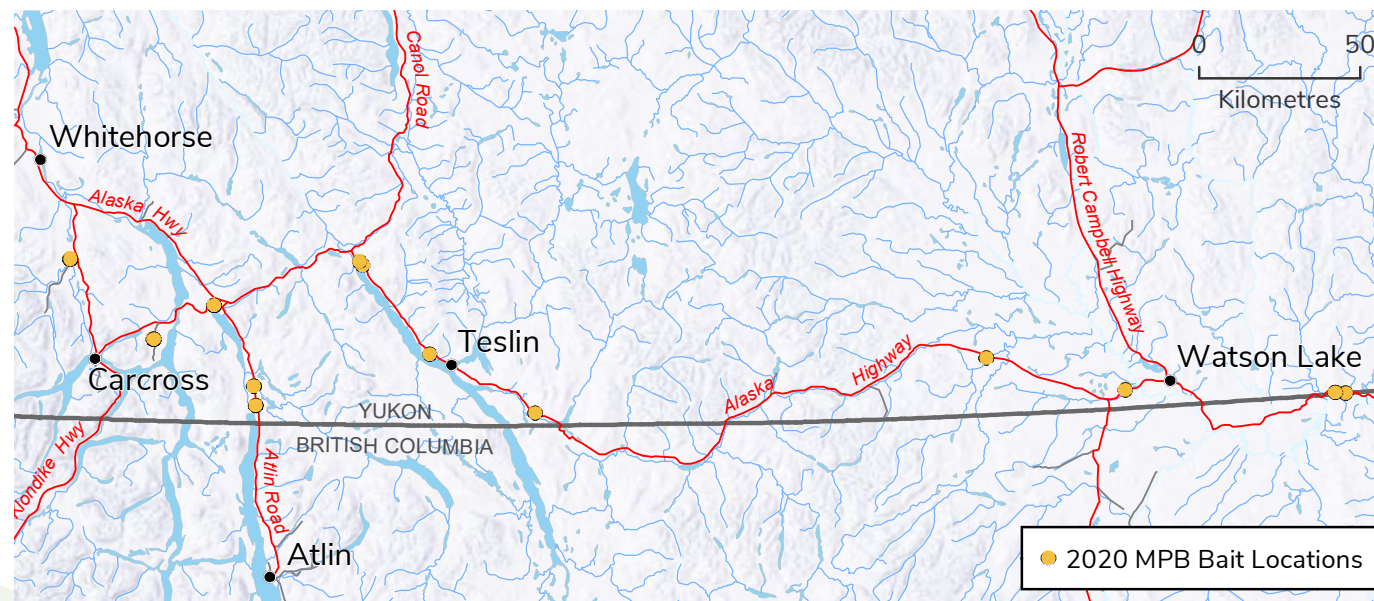 0 50
Kilometres
Canol Road
Whitehorse
Robert Campbell Highway
Alaska Hwy
Teslin
Watson Lake
Alaska Highway
Carcross
YUKON
BRITISH COLUMBIA
Klondike Hwy
Atlin Road
Atlin
2020 MPB Bait Locations